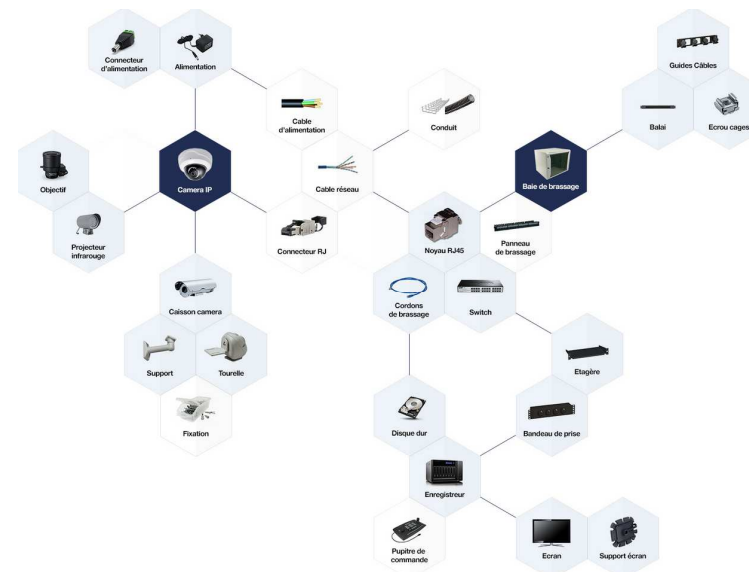 Connecteur
d'alimentation
Alimentation
Guides Câbles
Cable
d'alimentation
Conduit
Balai
Ecrou cages
Objectif
Camera IP
Cable réseau
Baie de brassage
Projecteur
infrarouge
Connecteur RJ
Noyau RJ45
Panneau
de brassage
Caisson camera
Cordons
de brassage
Switch
Support
Tourelle
Etagère
Fixation
Disque dur
Bandeau de prise
Enregistreur
Pupitre de
commande
Ecran
Support écran